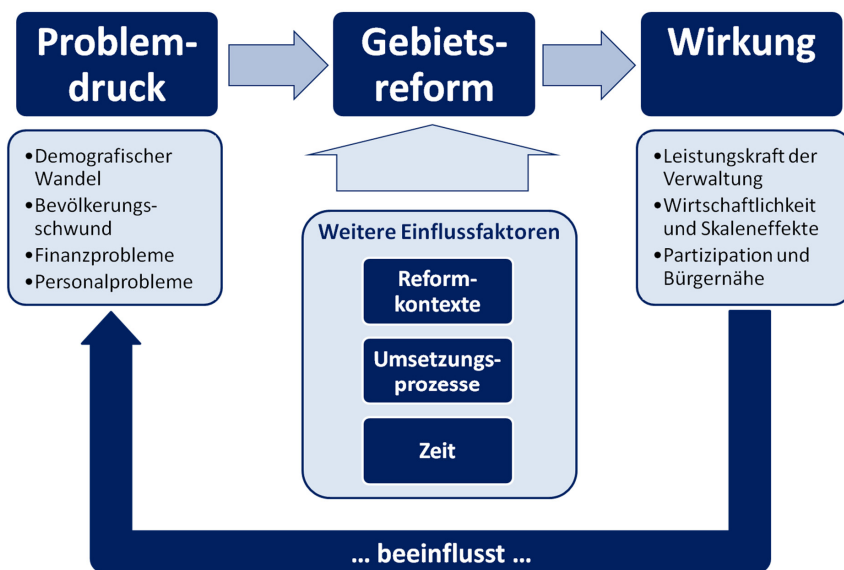 Problem-
druck
Gebiets-
reform
Wirkung
•Demografischer
Wandel
•Bevölkerungs-
schwund
•Finanzprobleme
•Personalprobleme
Weitere Einflussfaktoren
Reform-
kontexte
Umsetzungs-
prozesse
Zeit
•Leistungskraft der
Verwaltung
•Wirtschaftlichkeit
und Skaleneffekte
•Partizipation und
Bürgernähe
... beeinflusst ...